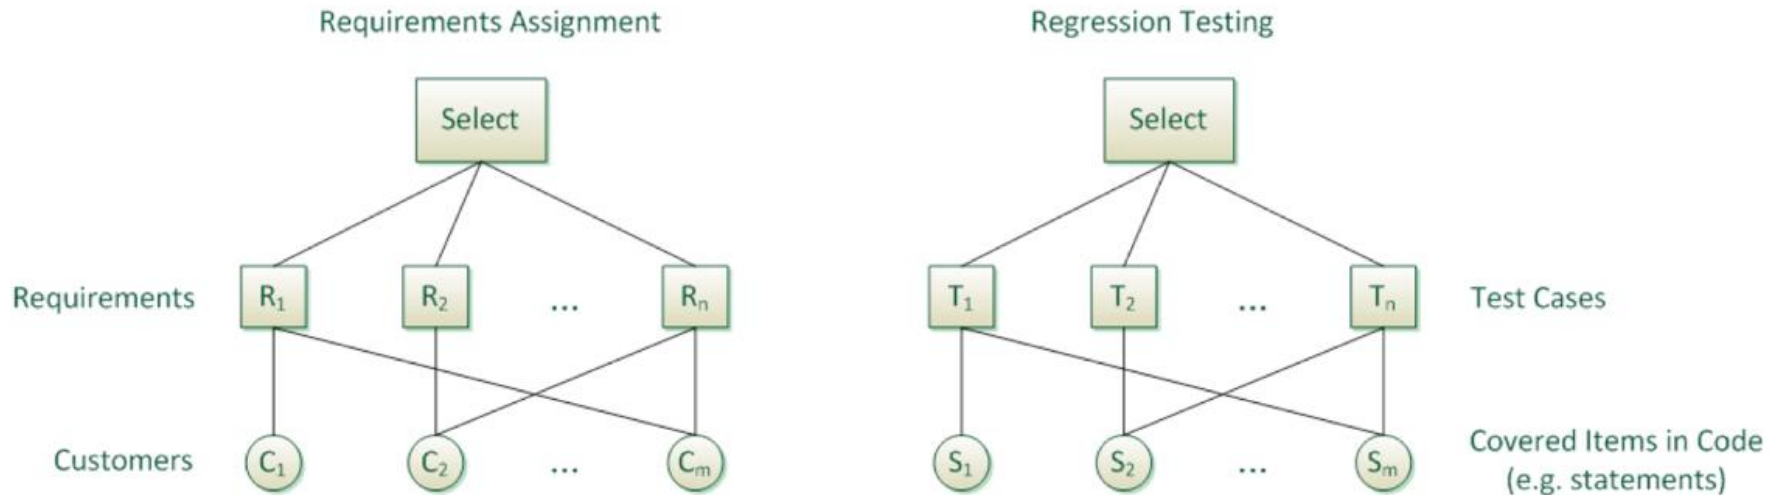 Requirements Assignment
Regression Testing
Select
Select
Requirements
R₁
R₂
...
Rₙ
T₁
T₂
...
Tₙ
Test Cases
Customers
C₁
C₂
...
Cₘ
S₁
S₂
...
Sₘ
Covered Items in Code
(e.g. statements)